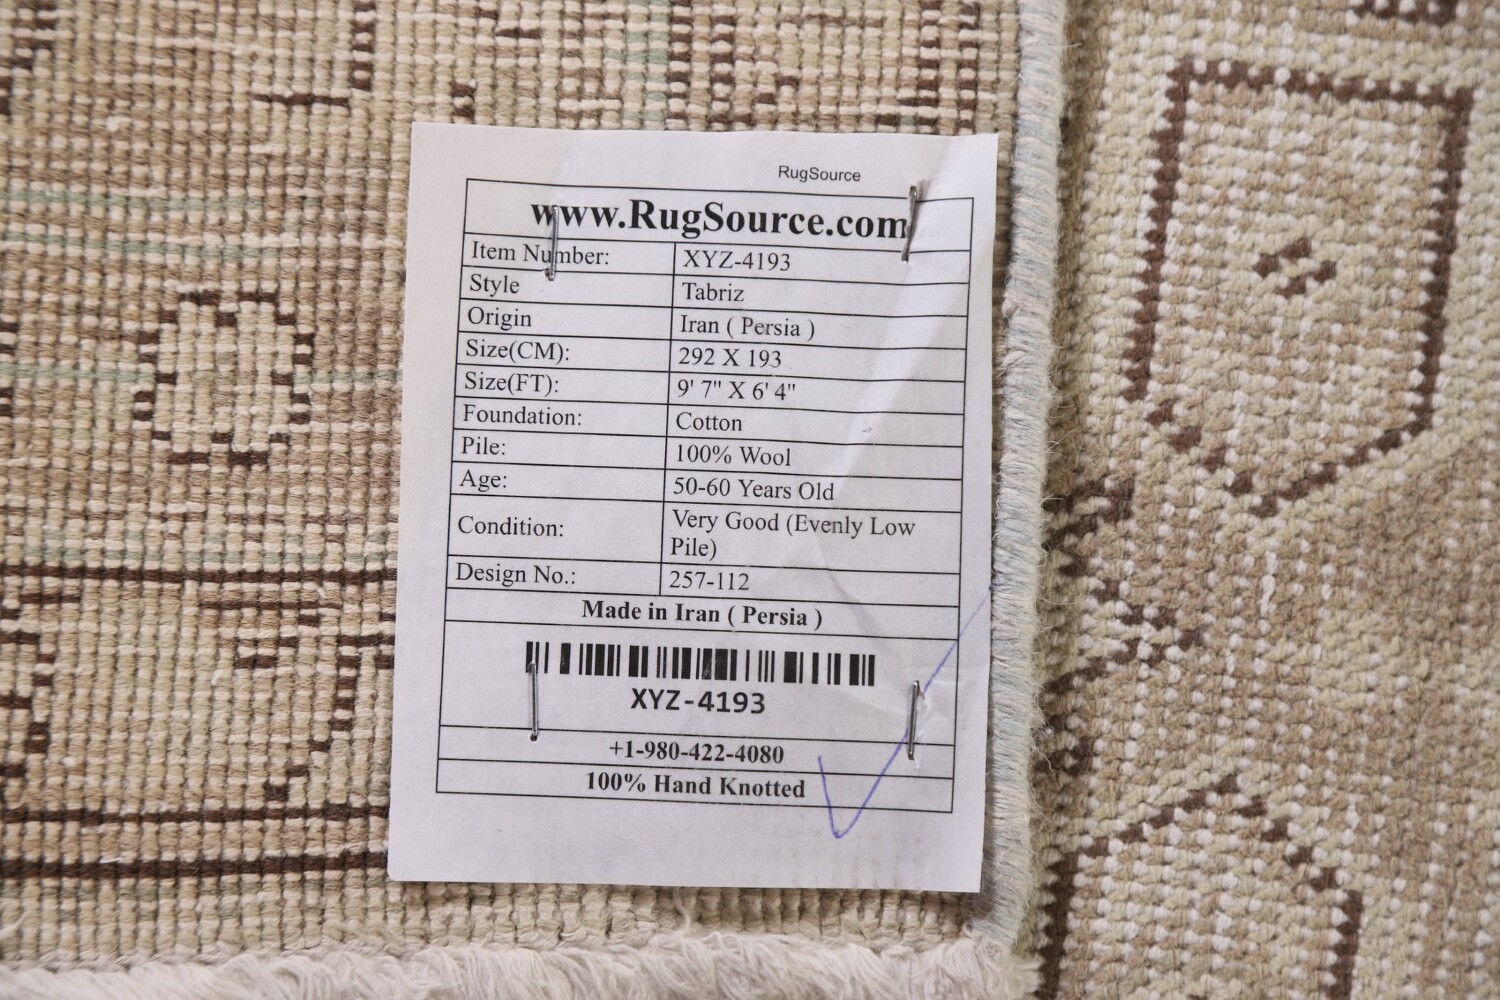 RugSource
www.RugSource.com
Item Number: XYZ-4193
Style Tabriz
Origin Iran ( Persia )
Size(CM): 292 X 193
Size(FT): 9' 7" X 6' 4"
Foundation: Cotton
Pile: 100% Wool
Age: 50-60 Years Old
Condition: Very Good (Evenly Low
Pile)
Design No.: 257-112
Made in Iran ( Persia )
XYZ-4193
+1-980-422-4080
100% Hand Knotted